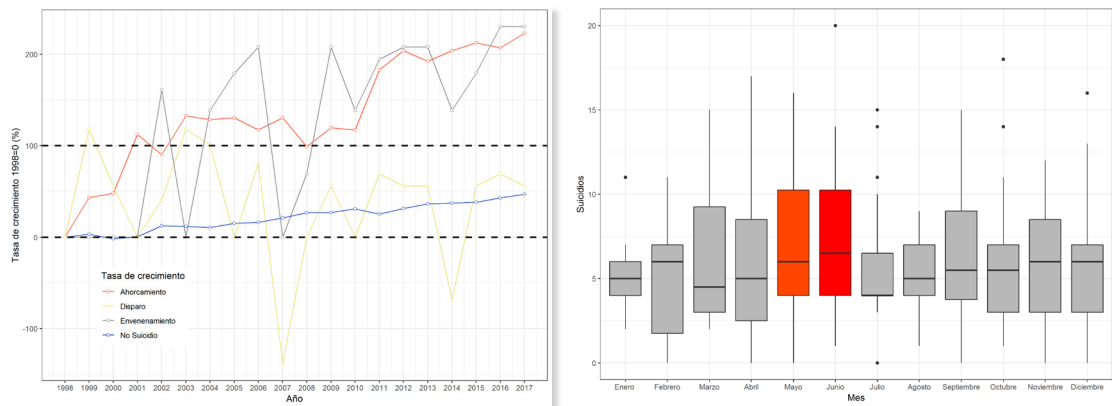 Tasa de crecimiento 1998=0 (%)
200
100
0
-100
Tasa de crecimiento
Ahorcamiento
Disparo
Envenenamiento
No Suicidio
1998 1999 2000 2001 2002 2003 2004 2005 2006 2007 2008 2009 2010 2011 2012 2013 2014 2015 2016 2017
Año
Suicidios
20
15
10
5
0
Enero Febrero Marzo Abril Mayo Junio Julio Agosto Septiembre Octubre Noviembre Diciembre
Mes